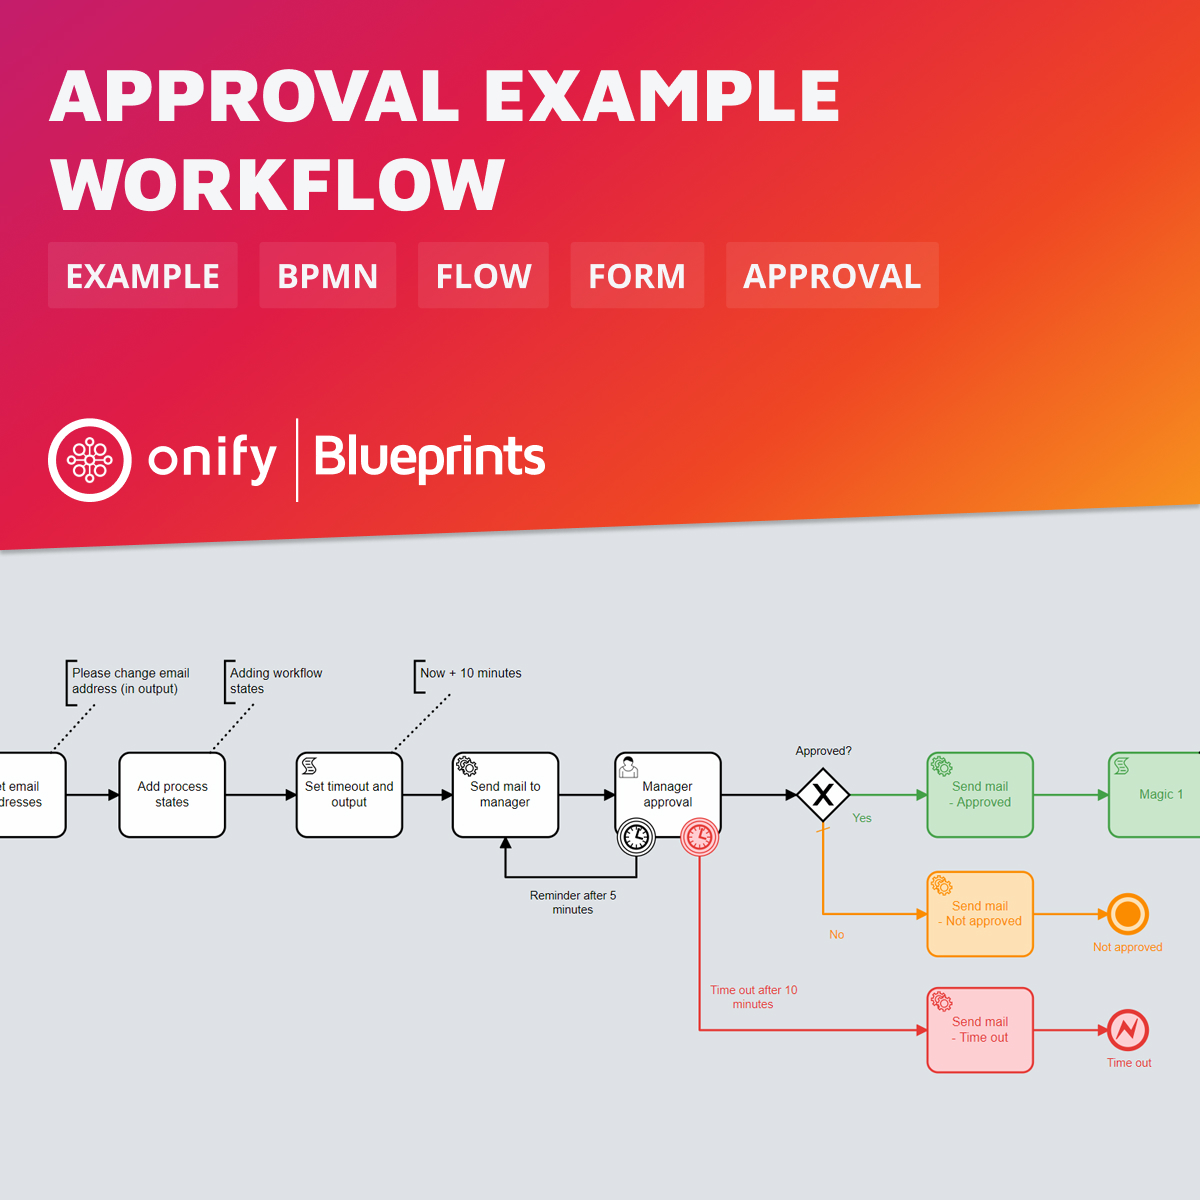 APPROVAL EXAMPLE
WORKFLOW
EXAMPLE BPMN FLOW FORM APPROVAL
onify Blueprints
Please change email
address (in output)
Adding workflow
states
Now + 10 minutes
email
Add process
states
Set timeout and
output
Send mail to
manager
Manager
approval
Reminder after 5
minutes
Approved?
X
Yes
No
Send mail
- Approved
Magic 1
Send mail
- Not approved
Not approved
Time out after 10
minutes
Send mail
- Time out
Time out